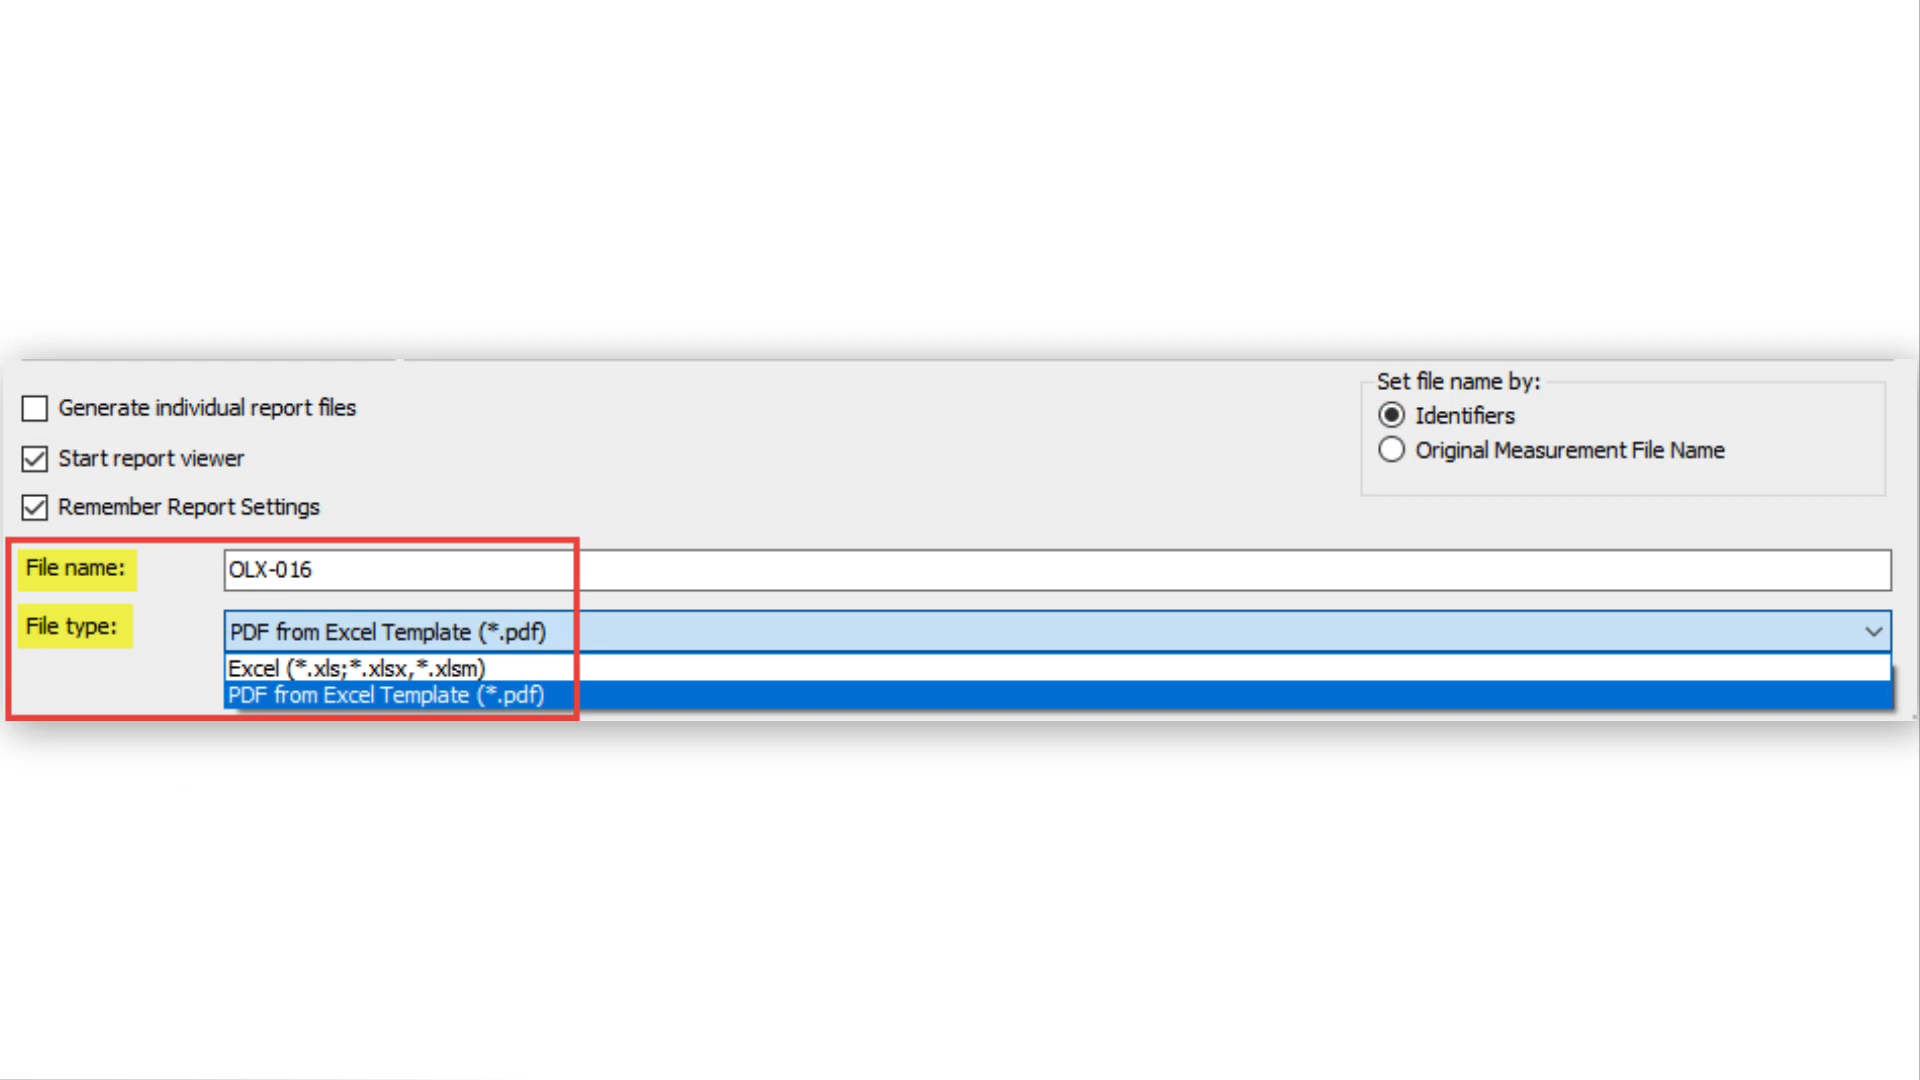 Generate individual report files
Start report viewer
Remember Report Settings
Set file name by:
Identifiers
Original Measurement File Name
File name:
OLX-016
File type:
PDF from Excel Template (*.pdf)
Excel (*.xls;*.xlsx,*.xlsm)
PDF from Excel Template (*.pdf)